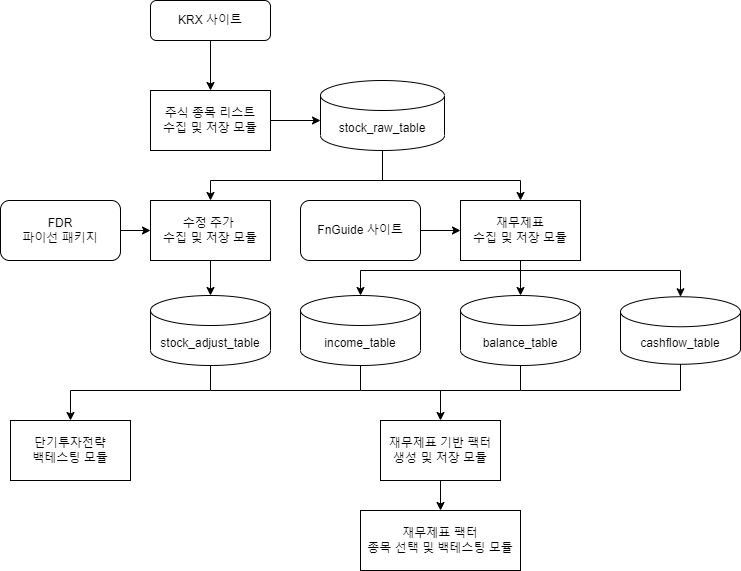 KRX 사이트
주식 종목 리스트
수집 및 저장 모듈
stock_raw_table
FDR
파이선 패키지
수정 주가
수집 및 저장 모듈
FnGuide 사이트
재무제표
수집 및 저장 모듈
stock_adjust_table
income_table
balance_table
cashflow_table
단기투자전략
백테스팅 모듈
재무제표 기반 팩터
생성 및 저장 모듈
재무제표 팩터
종목 선택 및 백테스팅 모듈